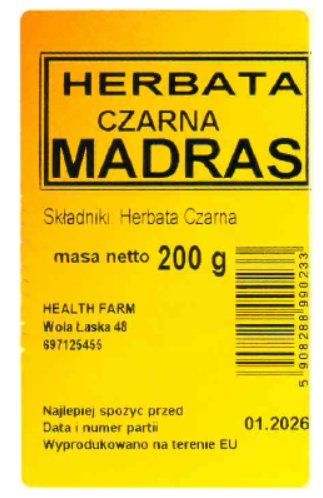 HERBATA
CZARNA
MADRAS
Składniki: Herbata Czarna
masa netto 200 g
HEALTH FARM
Wola Łaska 48
697125455
5 908288 990233
Najlepiej spożyc przed
Data i numer partii 01.2026
Wyprodukowano na terenie EU